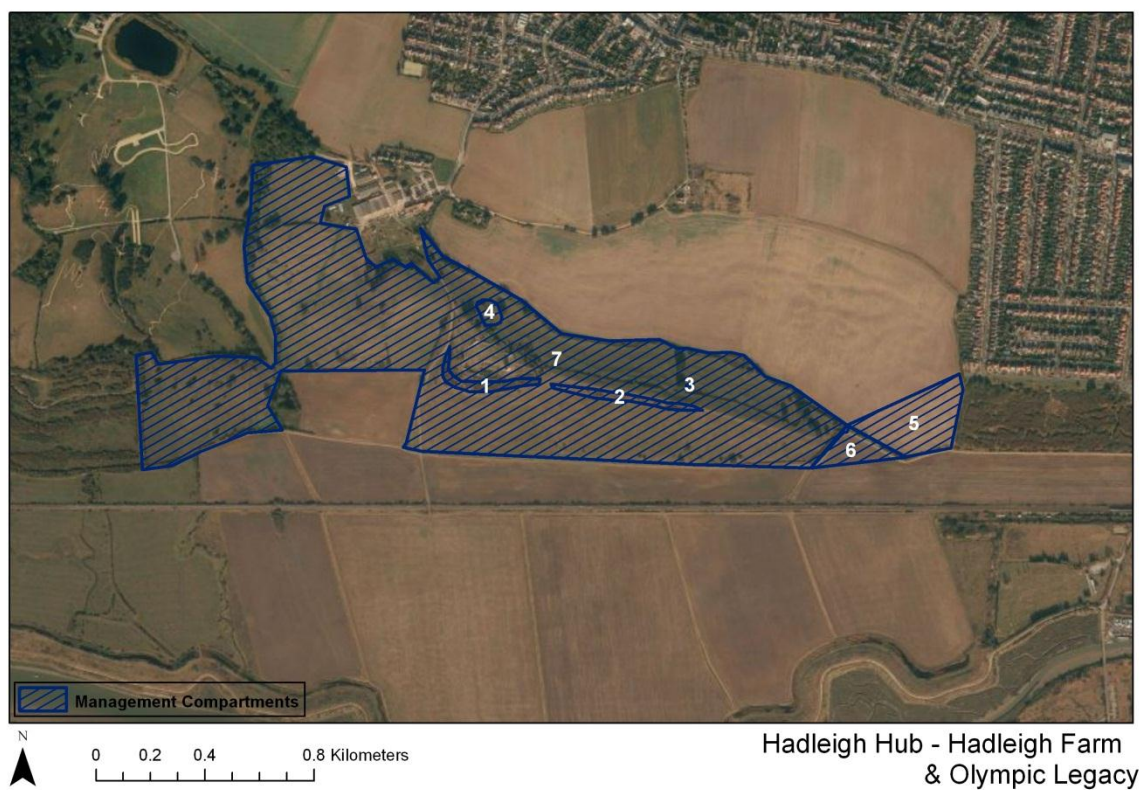 4
7
3
1
2
5
6
Management Compartments
N
0 0.2 0.4 0.8 Kilometers
Hadleigh Hub - Hadleigh Farm
& Olympic Legacy